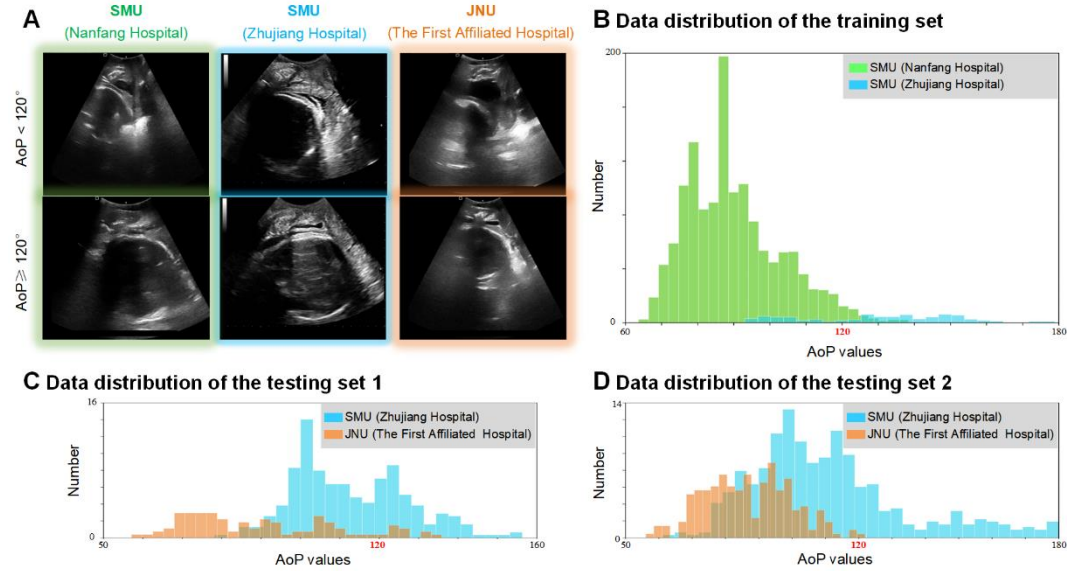 A
SMU
(Nanfang Hospital)
SMU
(Zhujiang Hospital)
JNU
(The First Affiliated Hospital)
AoP < 120°
AoP ≥ 120°
B Data distribution of the training set
200
Number
0
60
120
180
AoP values
SMU (Nanfang Hospital)
SMU (Zhujiang Hospital)
C Data distribution of the testing set 1
16
Number
0
50
120
160
AoP values
SMU (Zhujiang Hospital)
JNU (The First Affiliated Hospital)
D Data distribution of the testing set 2
14
Number
0
50
120
180
AoP values
SMU (Zhujiang Hospital)
JNU (The First Affiliated Hospital)